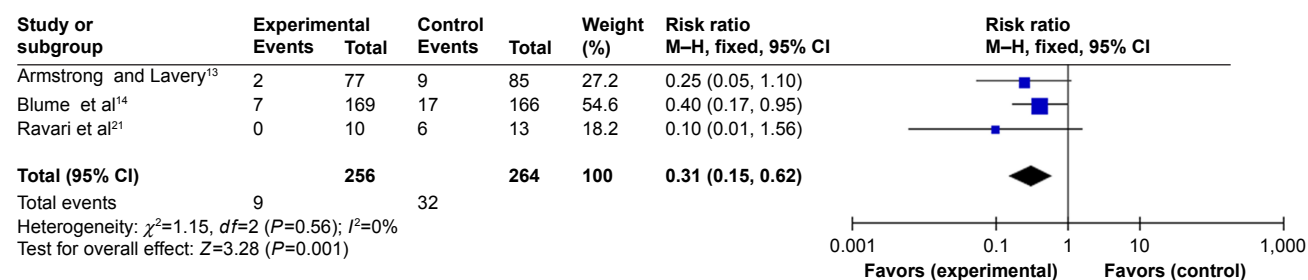 Study or subgroup Experimental Events Total Control Events Total Weight (%) Risk ratio M–H, fixed, 95% CI Risk ratio M–H, fixed, 95% CI
Armstrong and Lavery13 2 77 9 85 27.2 0.25 (0.05, 1.10)
Blume et al14 7 169 17 166 54.6 0.40 (0.17, 0.95)
Ravari et al21 0 10 6 13 18.2 0.10 (0.01, 1.56)
Total (95% CI) 256 264 100 0.31 (0.15, 0.62)
Total events 9 32
Heterogeneity: χ2=1.15, df=2 (P=0.56); I2=0%
Test for overall effect: Z=3.28 (P=0.001)
0.001 0.1 1 10 1,000
Favors (experimental) Favors (control)